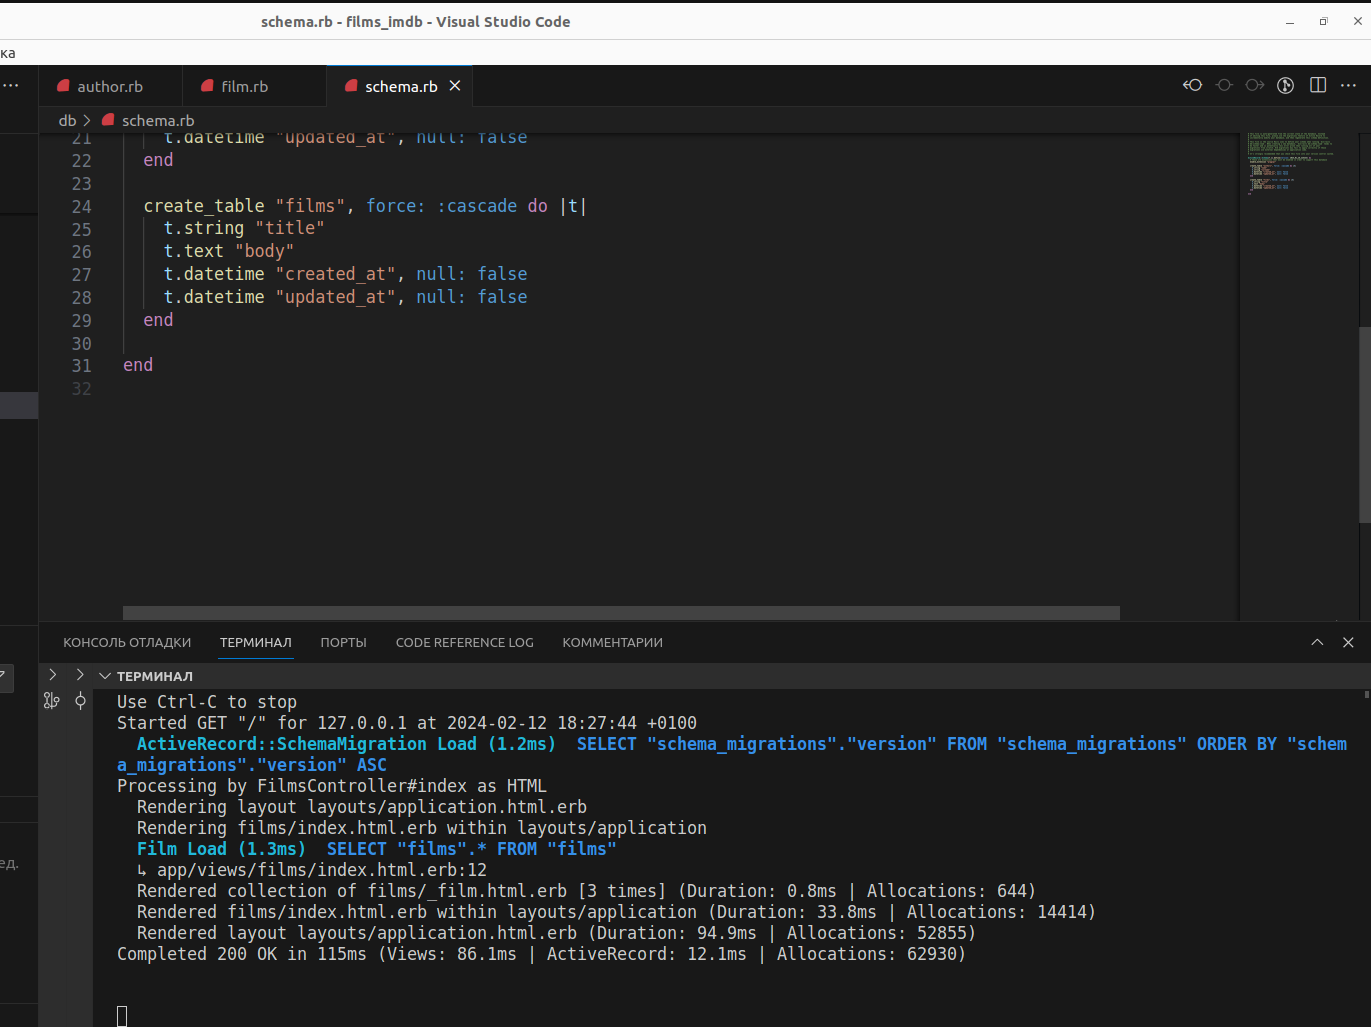 schema.rb - films_imdb - Visual Studio Code
ка
author.rb
film.rb
schema.rb
db > schema.rb
21 t.datetime "updated_at", null: false
22 end
23
24 create_table "films", force: :cascade do |t|
25 t.string "title"
26 t.text "body"
27 t.datetime "created_at", null: false
28 t.datetime "updated_at", null: false
29 end
30
31 end
32
КОНСОЛЬ ОТЛАДКИ ТЕРМИНАЛ ПОРТЫ CODE REFERENCE LOG КОММЕНТАРИИ
ТЕРМИНАЛ
Use Ctrl-C to stop
Started GET "/" for 127.0.0.1 at 2024-02-12 18:27:44 +0100
ActiveRecord::SchemaMigration Load (1.2ms) SELECT "schema_migrations"."version" FROM "schema_migrations" ORDER BY "schem
a_migrations"."version" ASC
Processing by FilmsController#index as HTML
Rendering layout layouts/application.html.erb
Rendering films/index.html.erb within layouts/application
Film Load (1.3ms) SELECT "films".* FROM "films"
↳ app/views/films/index.html.erb:12
Rendered collection of films/_film.html.erb [3 times] (Duration: 0.8ms | Allocations: 644)
Rendered films/index.html.erb within layouts/application (Duration: 33.8ms | Allocations: 14414)
Rendered layout layouts/application.html.erb (Duration: 94.9ms | Allocations: 52855)
Completed 200 OK in 115ms (Views: 86.1ms | ActiveRecord: 12.1ms | Allocations: 62930)
ед.